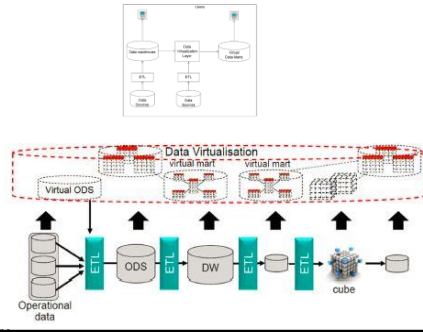 Users
Data warehouse
Data
Virtualization
Layer
Virtual
Data Marts
ETL
ETL
Data
Sources
Data
Sources
Data Virtualisation
virtual mart
virtual mart
Virtual ODS
ETL
ODS
ETL
DW
ETL
ETL
cube
Operational
data